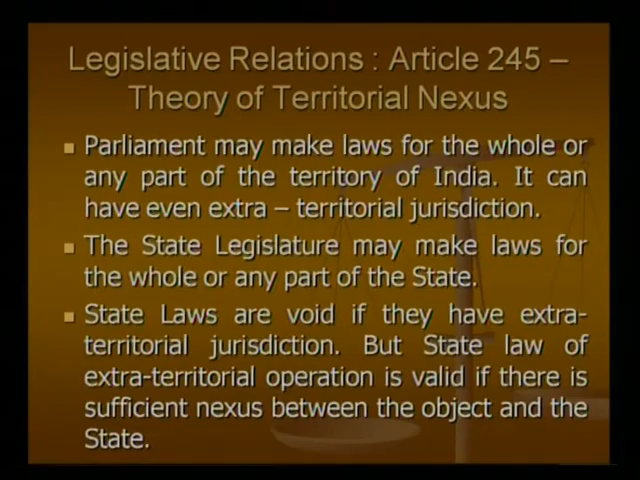 Legislative Relations : Article 245 –
Theory of Territorial Nexus
Parliament may make laws for the whole or
any part of the territory of India. It can
have even extra – territorial jurisdiction.
The State Legislature may make laws for
the whole or any part of the State.
State Laws are void if they have extra-
territorial jurisdiction. But State law of
extra-territorial operation is valid if there is
sufficient nexus between the object and the
State.